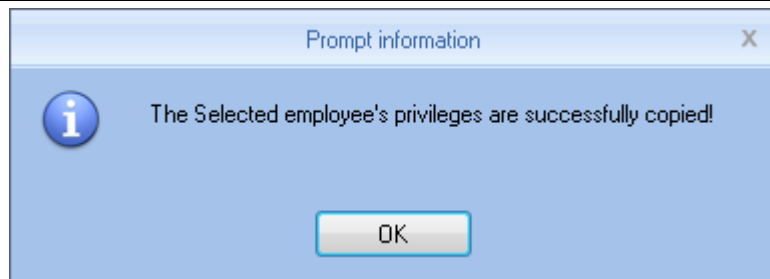 Prompt information
X
The Selected employee's privileges are successfully copied!
OK